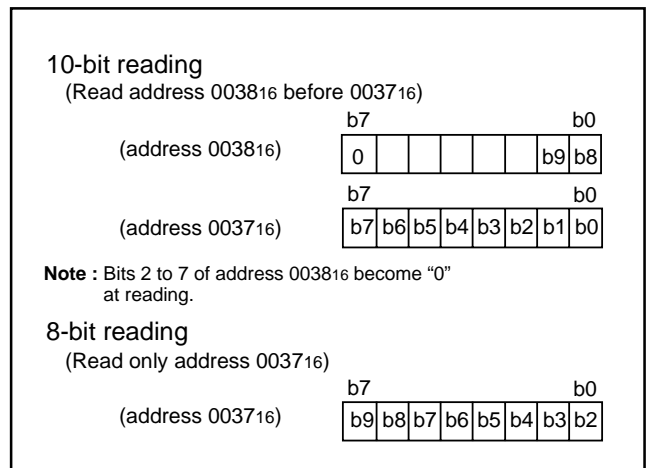 10-bit reading
(Read address 003816 before 003716)
b7 b0
(address 003816) 0 b9 b8
b7 b0
(address 003716) b7 b6 b5 b4 b3 b2 b1 b0
Note : Bits 2 to 7 of address 003816 become “0”
at reading.
8-bit reading
(Read only address 003716)
b7 b0
(address 003716) b9 b8 b7 b6 b5 b4 b3 b2